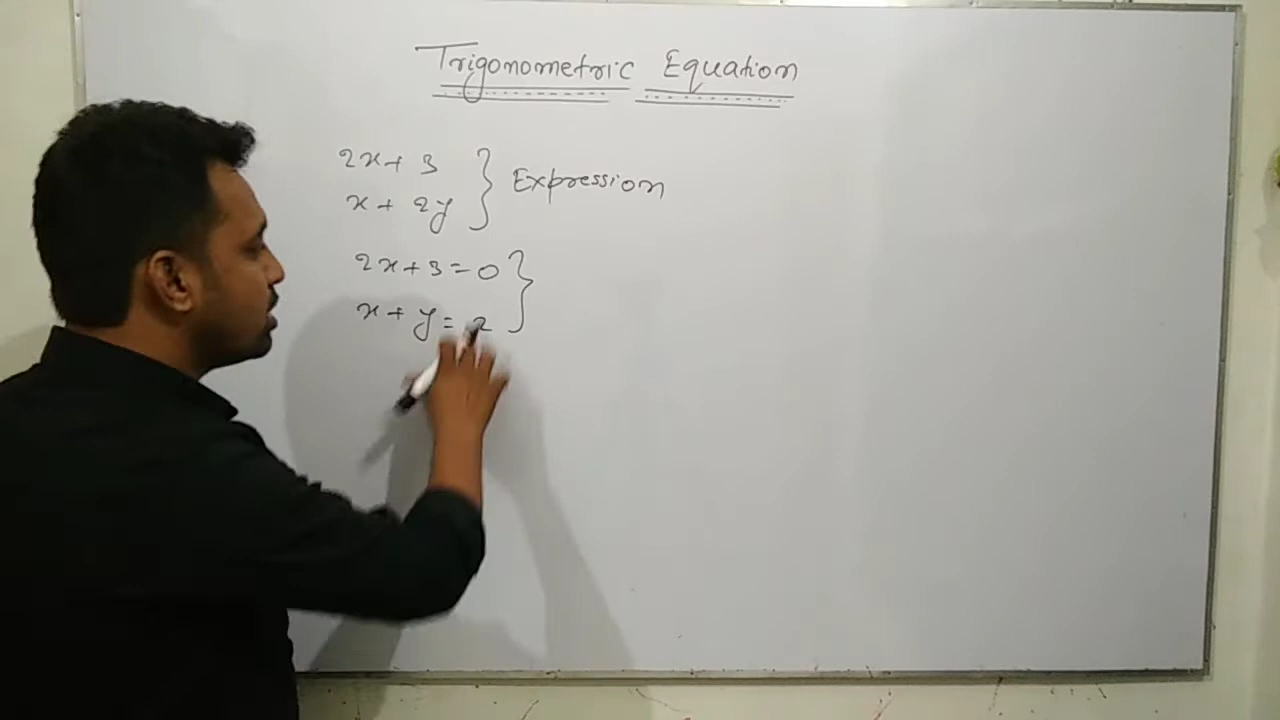 Trigonometric Equation
2x + 3 } Expression
x + 2y
2x + 3 = 0 }
x + y = 2